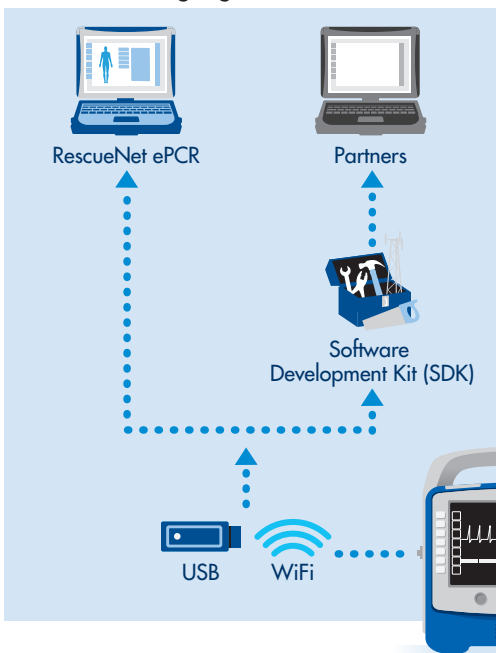 RescueNet ePCR
Partners
Software
Development Kit (SDK)
USB
WiFi